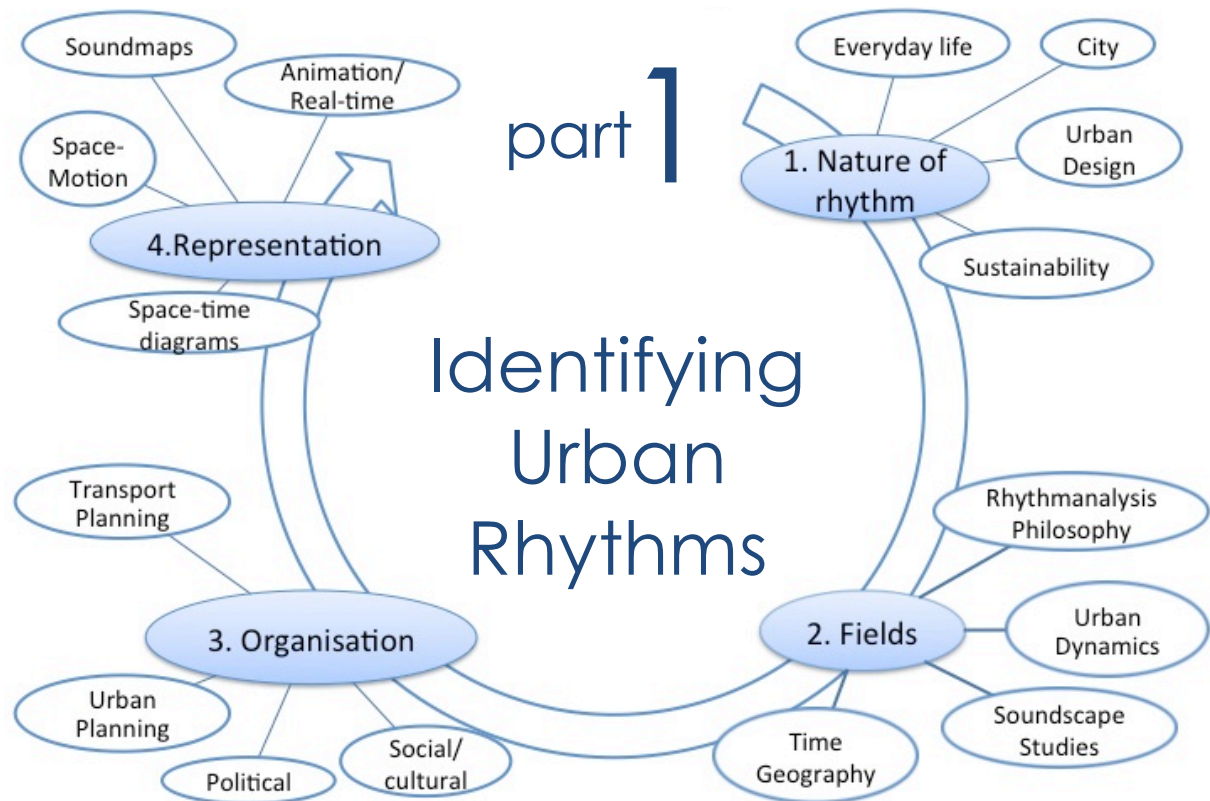 part 1
Identifying
Urban
Rhythms
1. Nature of
rhythm
Everyday life
City
Urban
Design
Sustainability
2. Fields
Rhythmanalysis
Philosophy
Urban
Dynamics
Soundscape
Studies
Time
Geography
3. Organisation
Social/
cultural
Political
Urban
Planning
Transport
Planning
4.Representation
Space-time
diagrams
Space-
Motion
Soundmaps
Animation/
Real-time